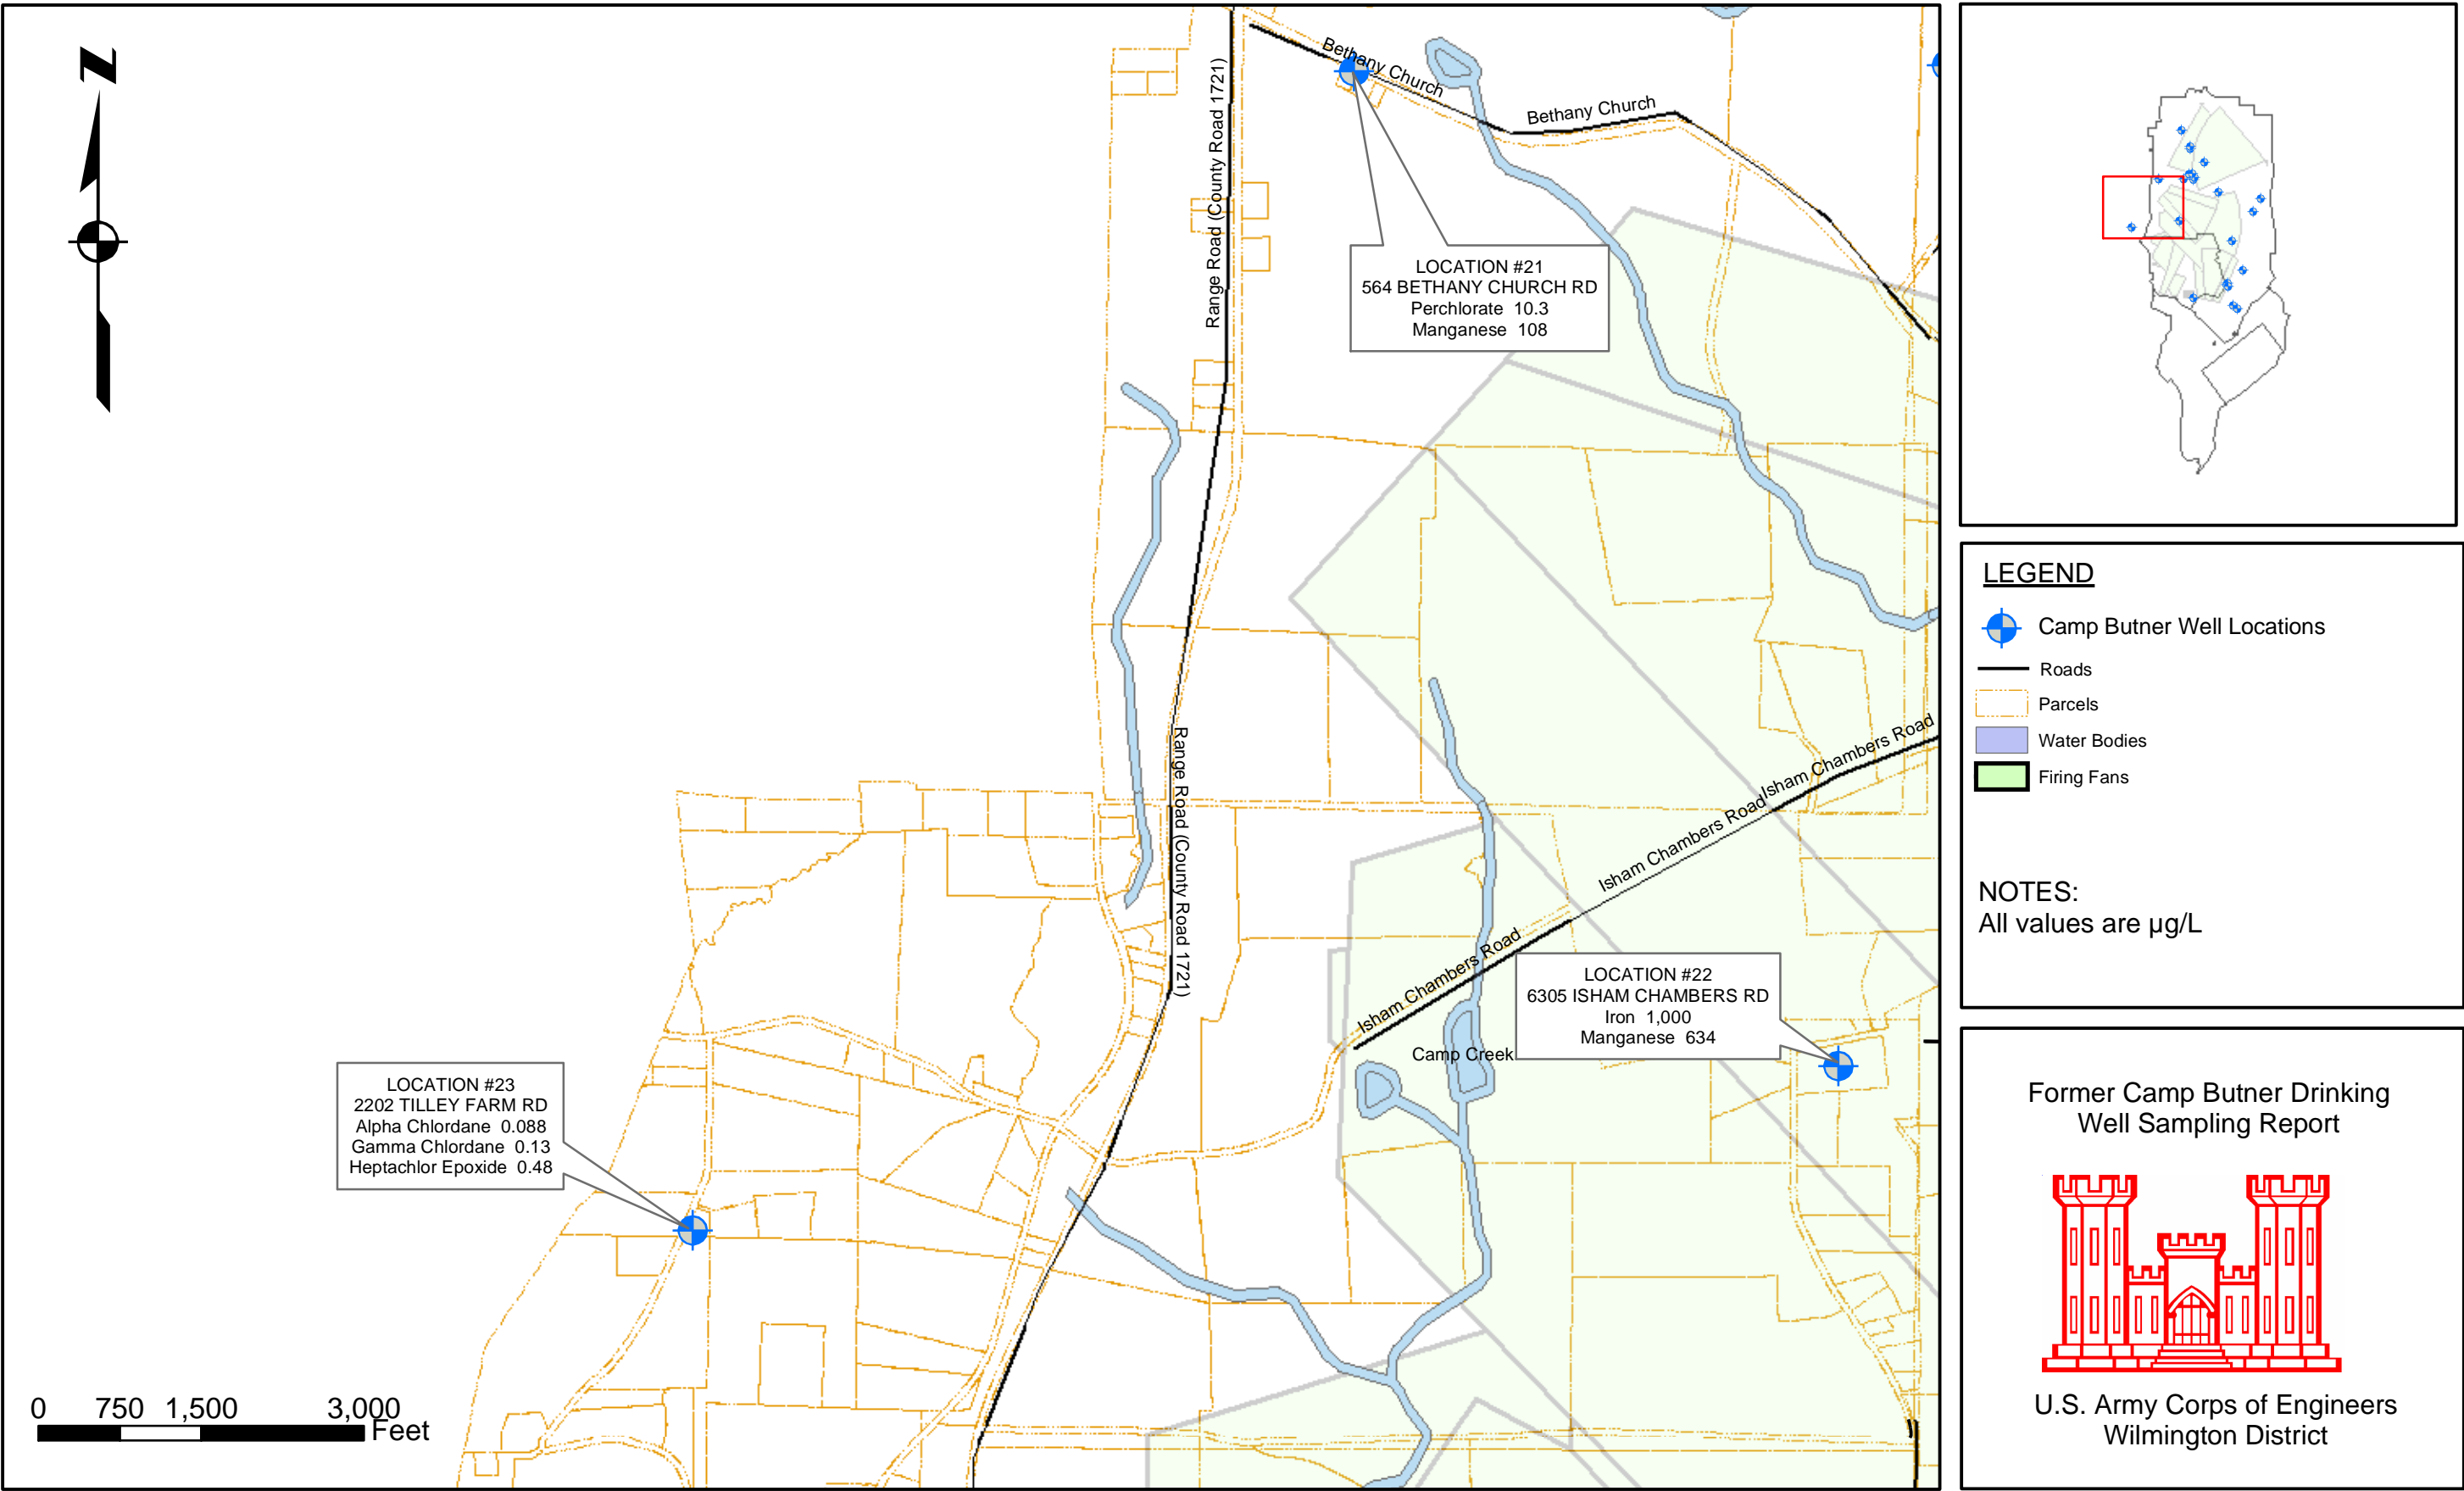 Z
Bethany Church
Bethany Church
Range Road (County Road 1721)
LOCATION #21
564 BETHANY CHURCH RD
Perchlorate 10.3
Manganese 108
Range Road (County Road 1721)
Isham Chambers Road
Isham Chambers Road
Isham Chambers Road
Camp Creek
LOCATION #22
6305 ISHAM CHAMBERS RD
Iron 1,000
Manganese 634
LOCATION #23
2202 TILLEY FARM RD
Alpha Chlordane 0.088
Gamma Chlordane 0.13
Heptachlor Epoxide 0.48
0 750 1,500 3,000
Feet
LEGEND
Camp Butner Well Locations
Roads
Parcels
Water Bodies
Firing Fans
NOTES:
All values are µg/L
Former Camp Butner Drinking
Well Sampling Report
U.S. Army Corps of Engineers
Wilmington District